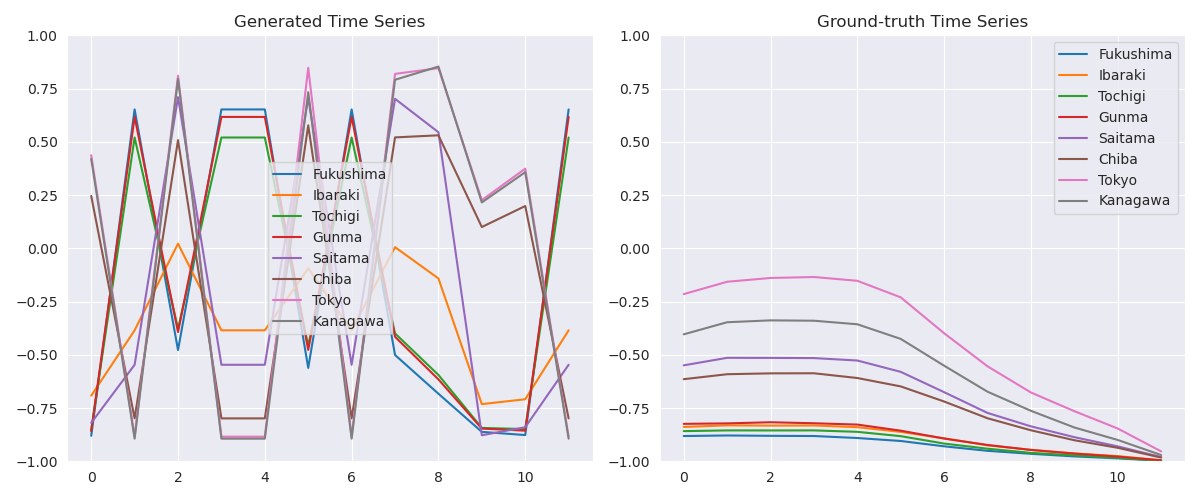 Generated Time Series
1.00
0.75
0.50
0.25
0.00
−0.25
−0.50
−0.75
−1.00
0
2
4
6
8
10
Fukushima
Ibaraki
Tochigi
Gunma
Saitama
Chiba
Tokyo
Kanagawa
Ground-truth Time Series
1.00
0.75
0.50
0.25
0.00
−0.25
−0.50
−0.75
−1.00
0
2
4
6
8
10
Fukushima
Ibaraki
Tochigi
Gunma
Saitama
Chiba
Tokyo
Kanagawa